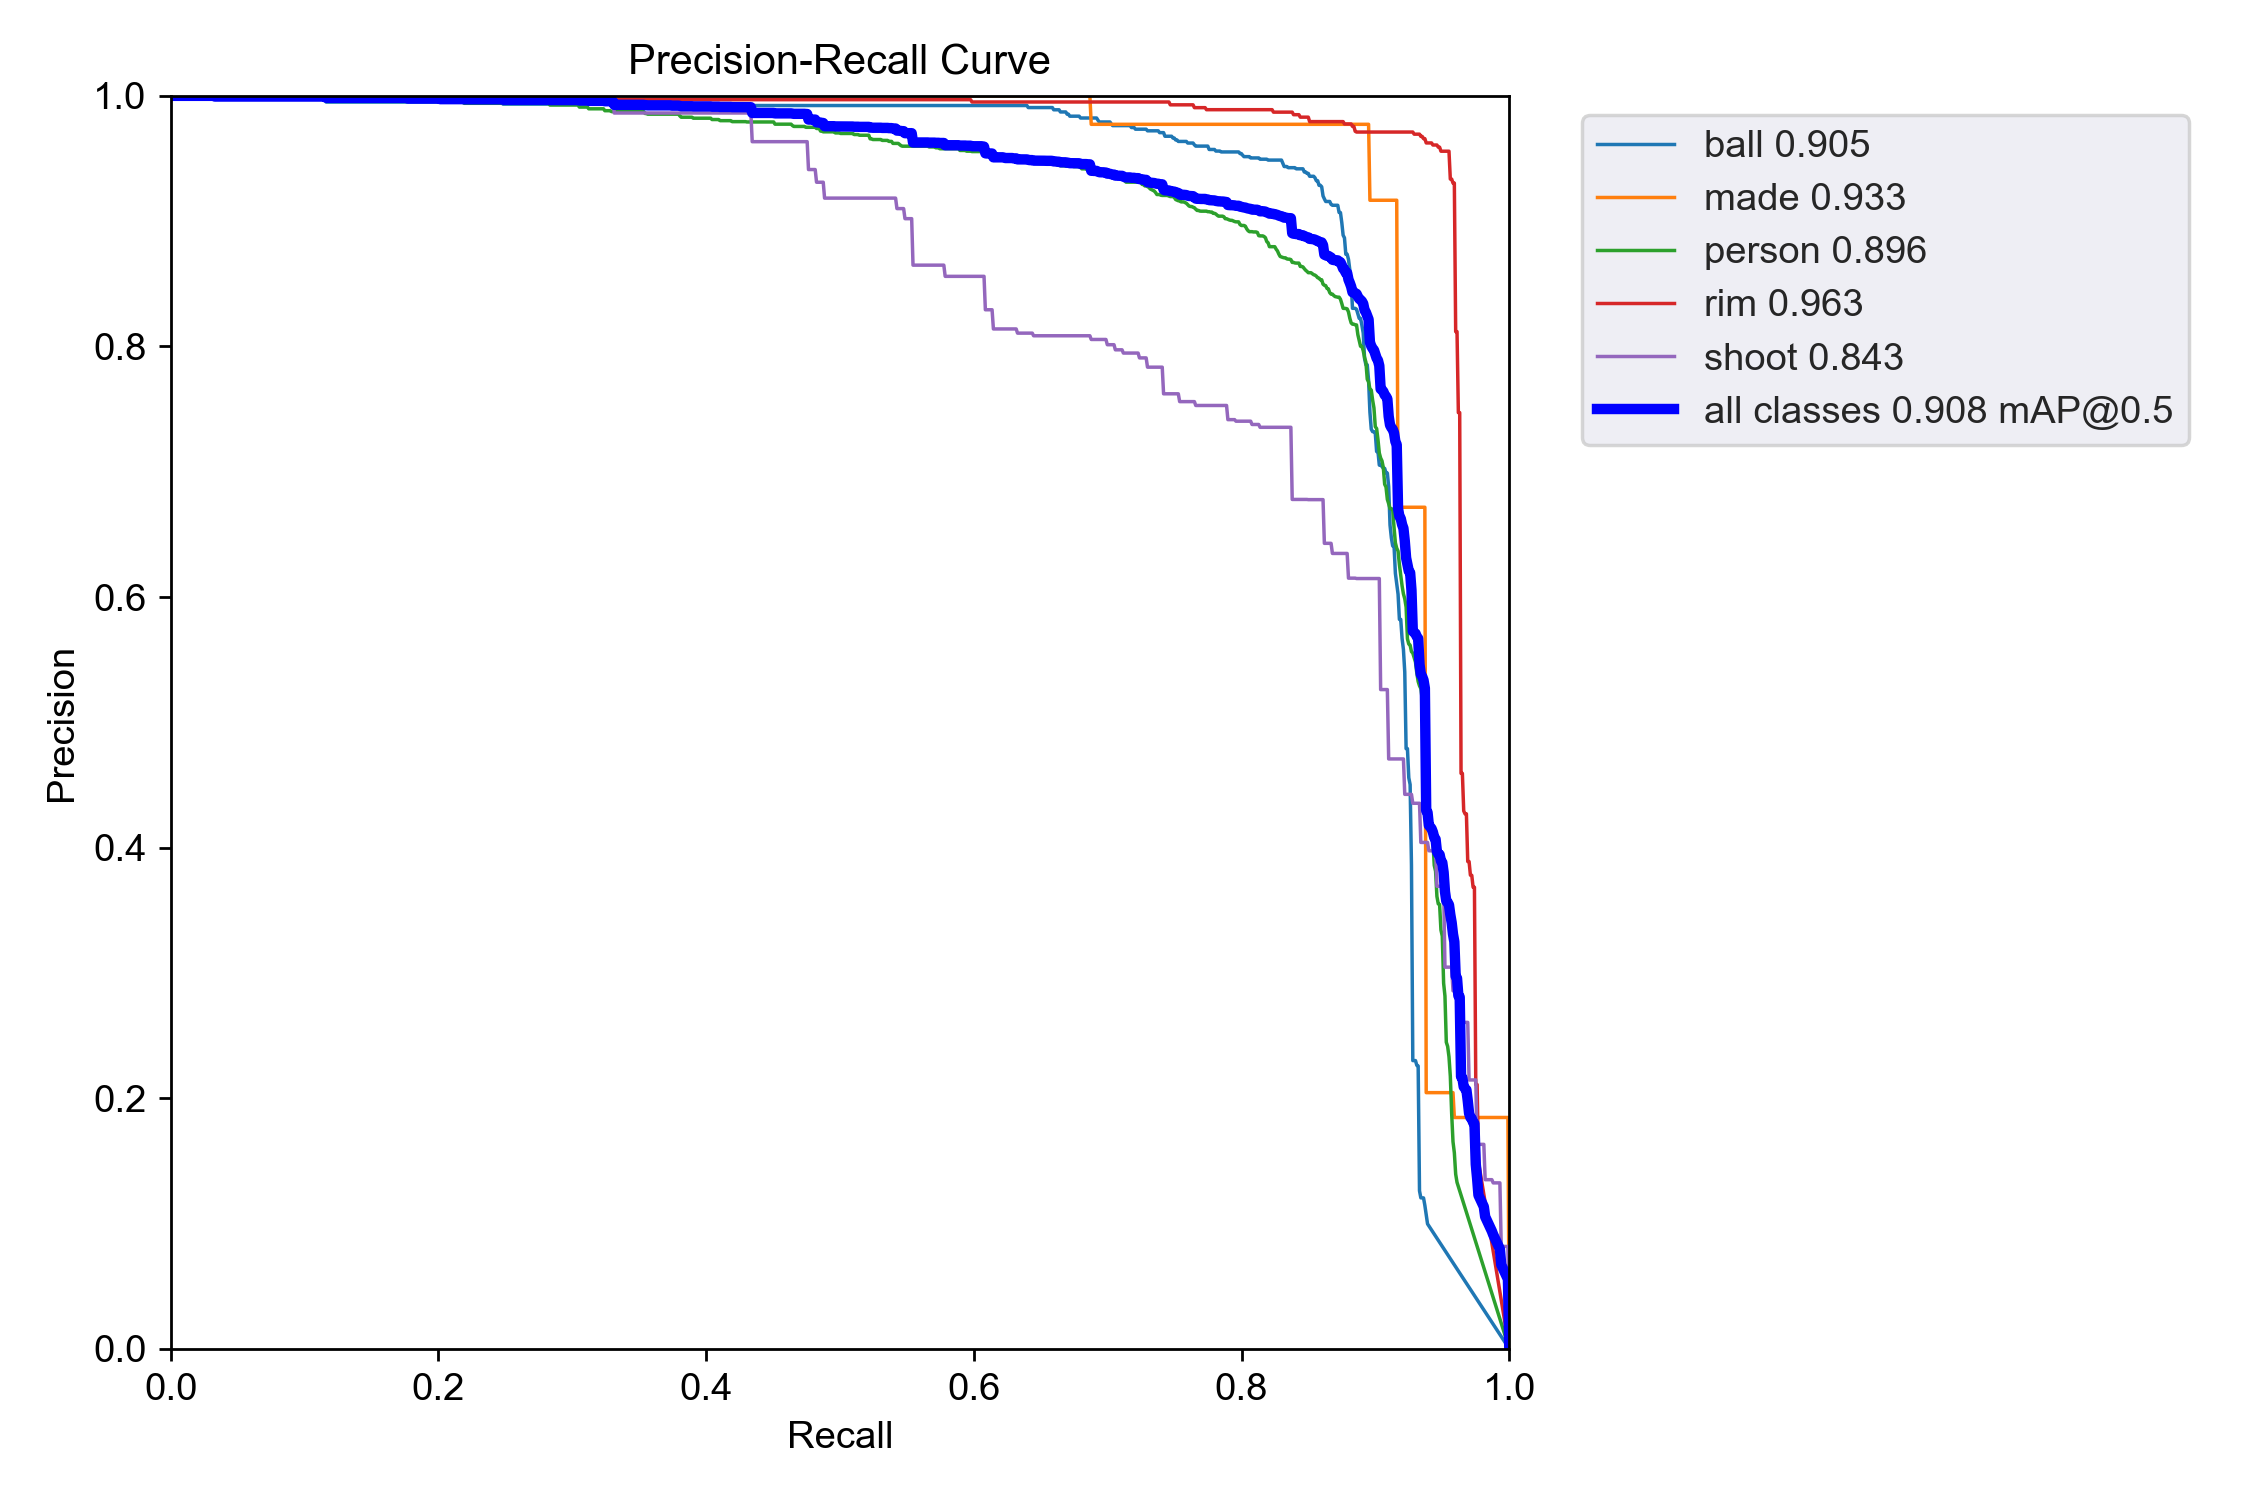 Precision-Recall Curve
1.0
0.8
0.6
0.4
0.2
0.0
Precision
0.0 0.2 0.4 0.6 0.8 1.0
Recall
ball 0.905
made 0.933
person 0.896
rim 0.963
shoot 0.843
all classes 0.908 mAP@0.5